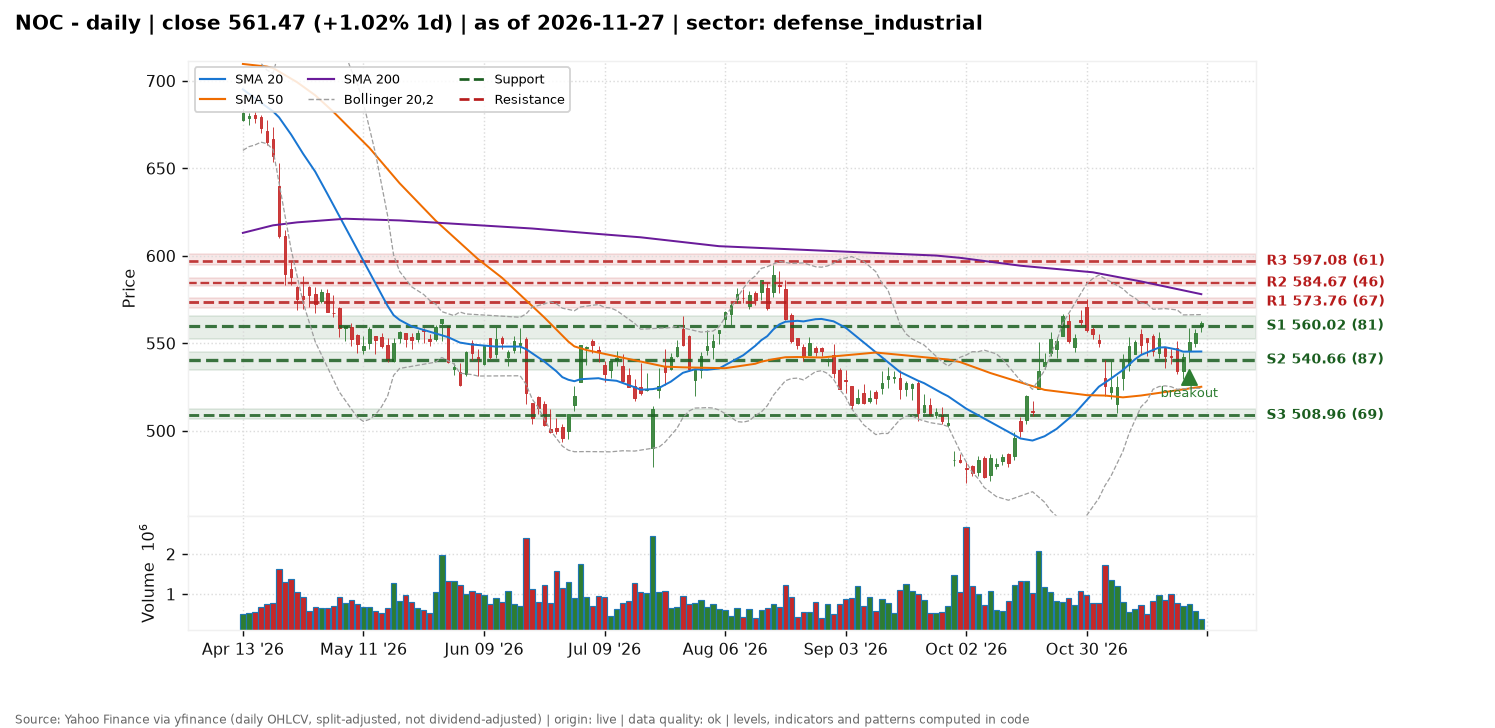 NOC - daily | close 561.47 (+1.02% 1d) | as of 2026-11-27 | sector: defense_industrial
SMA 20
SMA 50
SMA 200
Bollinger 20,2
Support
Resistance
Price
700
650
600
550
500
R3 597.08 (61)
R2 584.67 (46)
R1 573.76 (67)
S1 560.02 (81)
S2 540.66 (87)
S3 508.96 (69)
breakout
Volume 10⁶
2
1
Apr 13 '26 May 11 '26 Jun 09 '26 Jul 09 '26 Aug 06 '26 Sep 03 '26 Oct 02 '26 Oct 30 '26
Source: Yahoo Finance via yfinance (daily OHLCV, split-adjusted, not dividend-adjusted) | origin: live | data quality: ok | levels, indicators and patterns computed in code